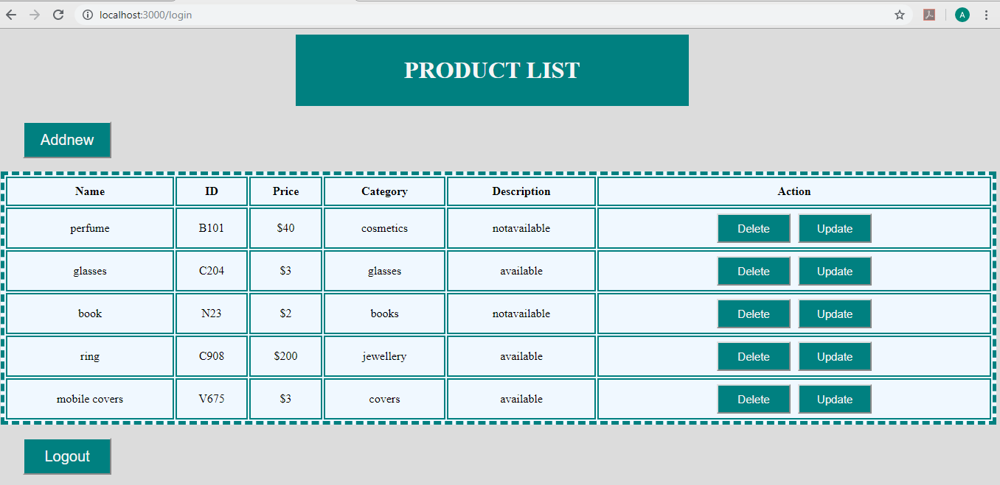 localhost:3000/login
A
PRODUCT LIST
Addnew
Name ID Price Category Description Action
perfume B101 $40 cosmetics notavailable Delete Update
glasses C204 $3 glasses available Delete Update
book N23 $2 books notavailable Delete Update
ring C908 $200 jewellery available Delete Update
mobile covers V675 $3 covers available Delete Update
Logout